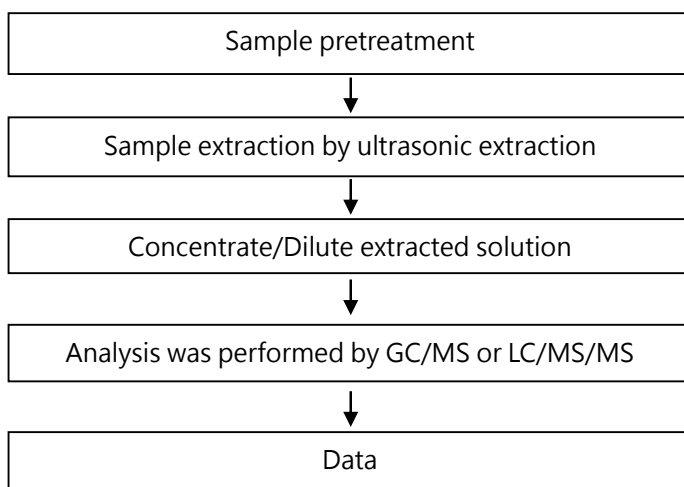 Sample pretreatment
Sample extraction by ultrasonic extraction
Concentrate/Dilute extracted solution
Analysis was performed by GC/MS or LC/MS/MS
Data